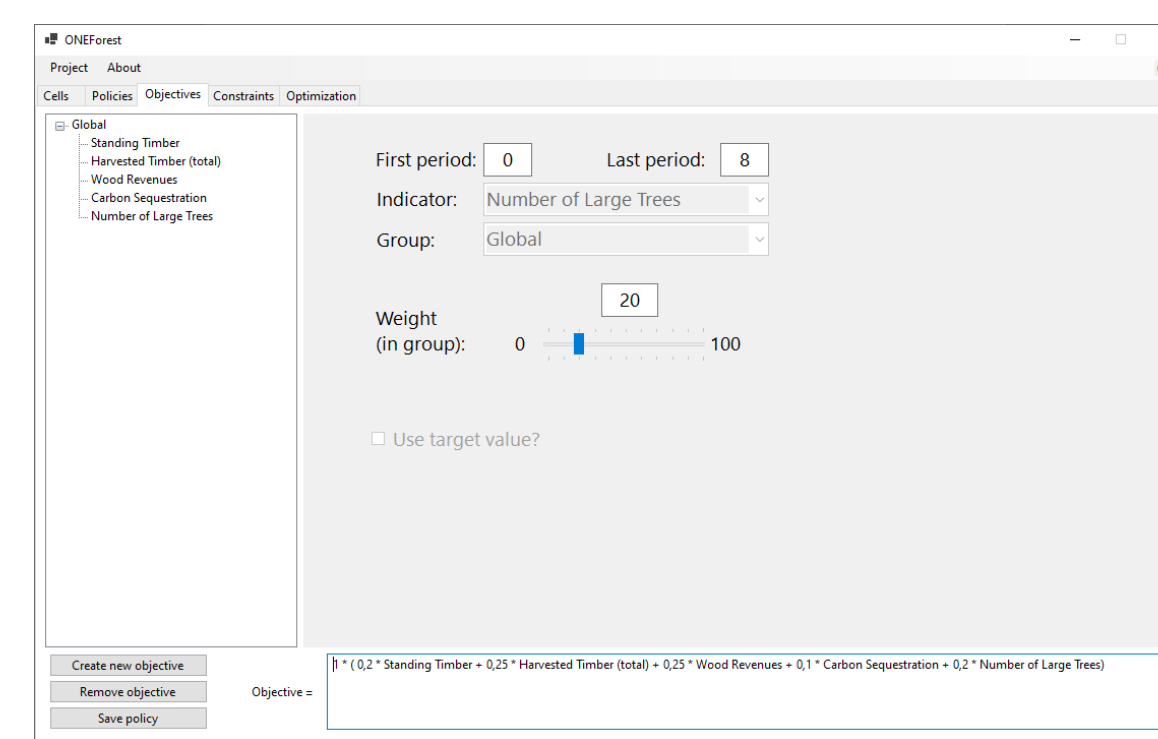 ONEForest
Project About
Cells Policies Objectives Constraints Optimization
Global
Standing Timber
Harvested Timber (total)
Wood Revenues
Carbon Sequestration
Number of Large Trees
First period: 0 Last period: 8
Indicator: Number of Large Trees
Group: Global
20
Weight
(in group): 0 100
Use target value?
Create new objective
Remove objective
Save policy
Objective =
1 * ( 0,2 * Standing Timber + 0,25 * Harvested Timber (total) + 0,25 * Wood Revenues + 0,1 * Carbon Sequestration + 0,2 * Number of Large Trees)